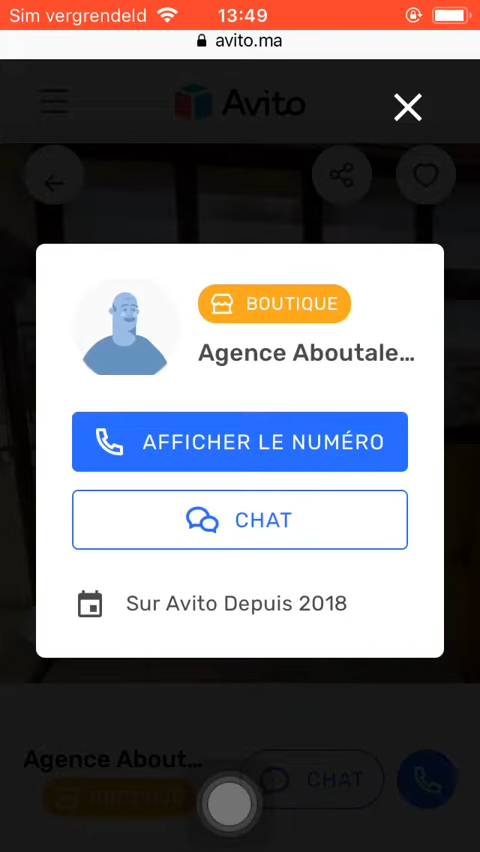 Sim vergrendeld 13:49
avito.ma
Avito
BOUTIQUE
Agence Aboutale...
AFFICHER LE NUMÉRO
CHAT
Sur Avito Depuis 2018
Agence About...
BOUTIQUE
CHAT